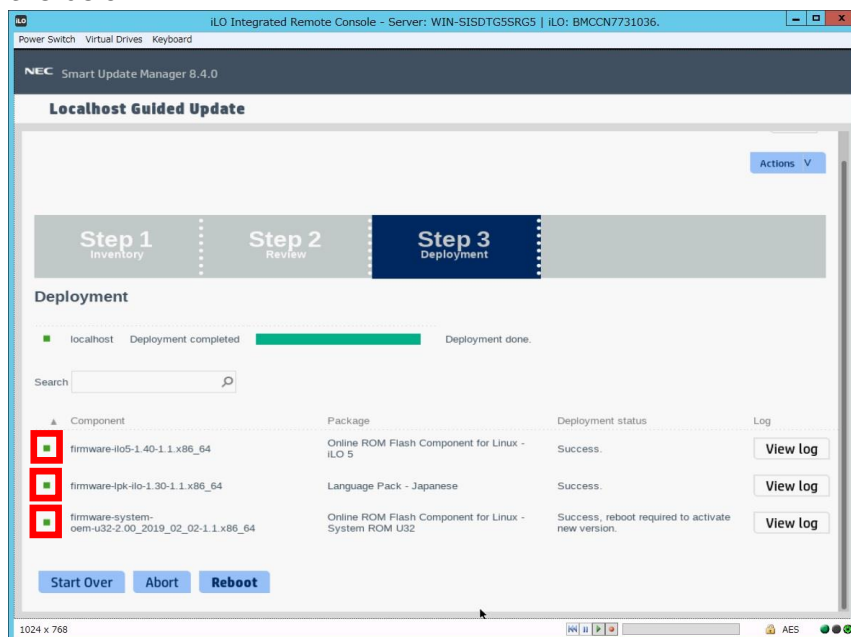 iLO Integrated Remote Console - Server: WIN-SISDTG5SRG5 | iLO: BMCCN7731036.
Power Switch Virtual Drives Keyboard
NEC Smart Update Manager 8.4.0
Localhost Guided Update
Actions
Step 1
Inventory
Step 2
Review
Step 3
Deployment
Deployment
localhost Deployment completed Deployment done.
Search
Component Package Deployment status Log
firmware-ilo5-1.40-1.1.x86_64
Online ROM Flash Component for Linux -
iLO 5
Success.
View log
firmware-lpk-ilo-1.30-1.1.x86_64
Language Pack - Japanese
Success.
View log
firmware-system-
oem-u32-2.00_2019_02_02-1.1.x86_64
Online ROM Flash Component for Linux -
System ROM U32
Success, reboot required to activate
new version.
View log
Start Over Abort Reboot
1024 x 768 AES